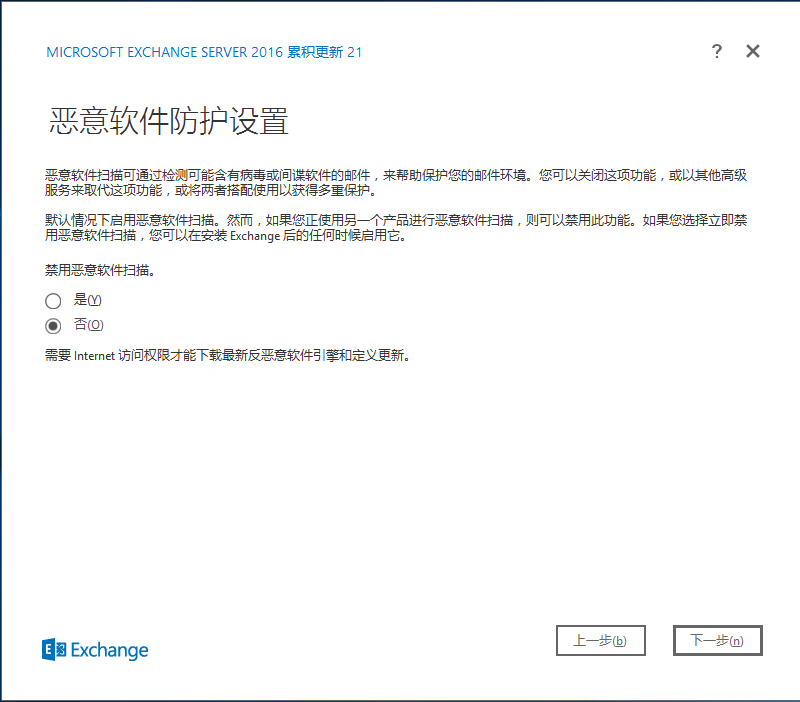 MICROSOFT EXCHANGE SERVER 2016 累积更新 21
?
恶意软件防护设置
恶意软件扫描可通过检测可能含有病毒或间谍软件的邮件，来帮助保护您的邮件环境。您可以关闭这项功能，或以其他高级
服务来取代这项功能，或将两者搭配使用以获得多重保护。
默认情况下启用恶意软件扫描。然而，如果您正使用另一个产品进行恶意软件扫描，则可以禁用此功能。如果您选择立即禁
用恶意软件扫描，您可以在安装 Exchange 后的任何时候启用它。
禁用恶意软件扫描。
是(Y)
否(O)
需要 Internet 访问权限才能下载最新反恶意软件引擎和定义更新。
Exchange
上一步(b)
下一步(n)